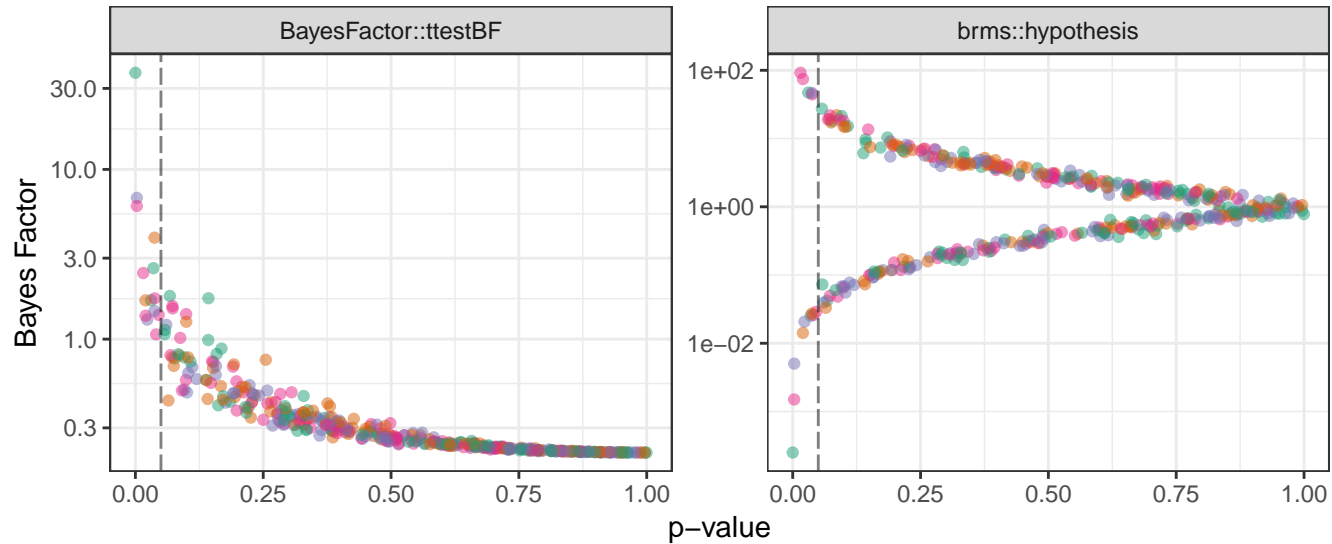 BayesFactor::ttestBF
brms::hypothesis
Bayes Factor
30.0
10.0
3.0
1.0
0.3
1e+02
1e+00
1e−02
0.00 0.25 0.50 0.75 1.00
0.00 0.25 0.50 0.75 1.00
p−value